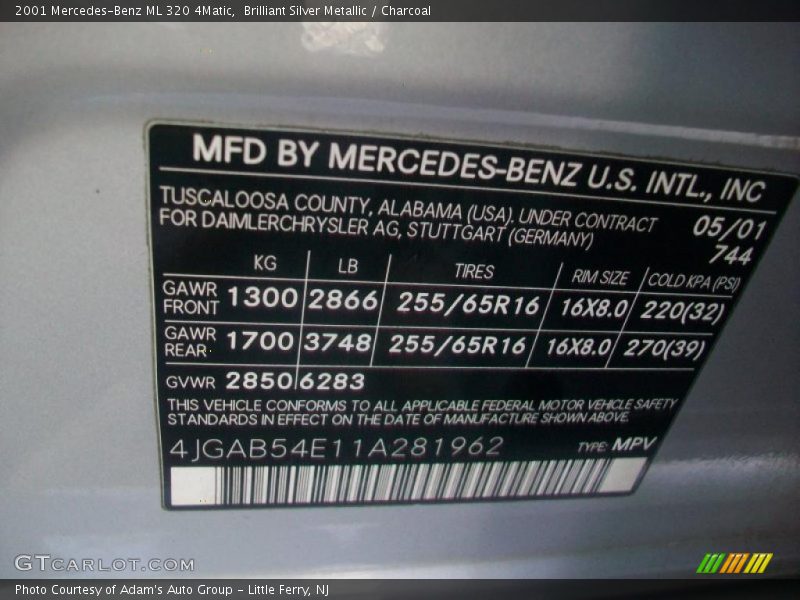 2001 Mercedes-Benz ML 320 4Matic,  Brilliant Silver Metallic / Charcoal
MFD BY MERCEDES-BENZ U.S. INTL., INC
TUSCALOOSA COUNTY, ALABAMA (USA). UNDER CONTRACT
FOR DAIMLERCHRYSLER AG, STUTTGART (GERMANY)
05/01
744
KG LB TIRES RIM SIZE COLD KPA (PSI)
GAWR FRONT 1300 2866 255/65R16 16X8.0 220(32)
GAWR REAR 1700 3748 255/65R16 16X8.0 270(39)
GVWR 2850 6283
THIS VEHICLE CONFORMS TO ALL APPLICABLE FEDERAL MOTOR VEHICLE SAFETY
STANDARDS IN EFFECT ON THE DATE OF MANUFACTURE SHOWN ABOVE.
4JGAB54E11A281962 TYPE: MPV
GTCARLOT.COM
Photo Courtesy of Adam's Auto Group - Little Ferry, NJ